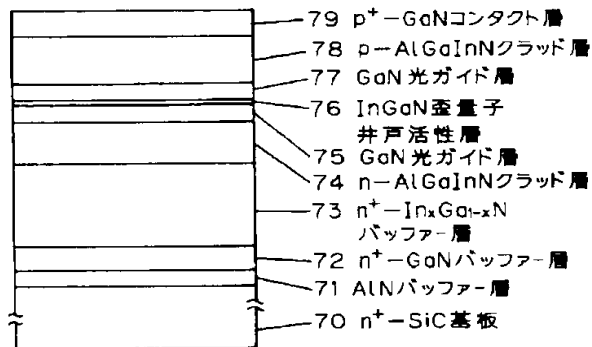 79 p⁺-GaNコンタクト層
78 p-AlGaInNクラッド層
77 GaN光ガイド層
76 InGaN歪量子
井戸活性層
75 GaN光ガイド層
74 n-AlGaInNクラッド層
73 n⁺-InₓGa₁₋ₓN
バッファー層
72 n⁺-GaNバッファー層
71 AlNバッファー層
70 n⁺-SiC基板